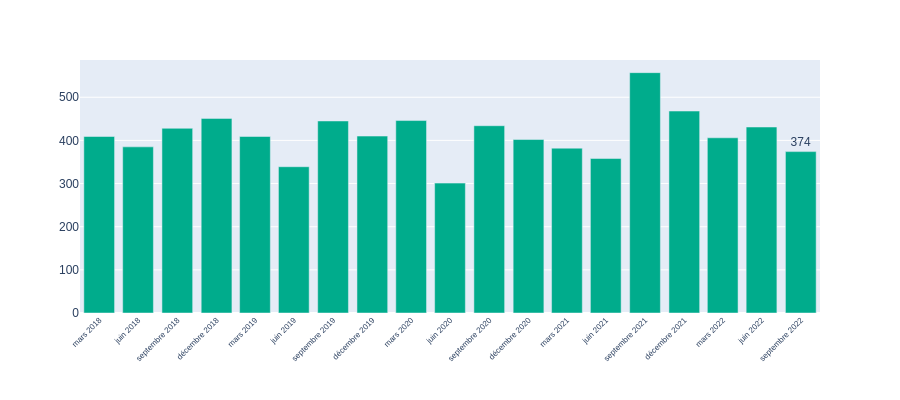 500
400
300
200
100
0
374
mars 2018
juin 2018
septembre 2018
décembre 2018
mars 2019
juin 2019
septembre 2019
décembre 2019
mars 2020
juin 2020
septembre 2020
décembre 2020
mars 2021
juin 2021
septembre 2021
décembre 2021
mars 2022
juin 2022
septembre 2022